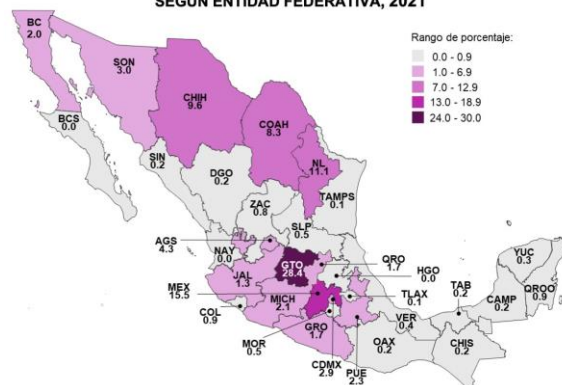 SEGÚN ENTIDAD FEDERATIVA, 2021
Rango de porcentaje:
0.0 - 0.9
1.0 - 6.9
7.0 - 12.9
13.0 - 18.9
24.0 - 30.0
BC
2.0
SON
3.0
CHIH
9.6
COAH
8.3
BCS
0.0
SIN
0.2
DGO
0.2
NL
11.1
TAMPS
0.1
ZAC
0.8
SLP
0.5
AGS
4.3
NAY
0.0
GTO
28.4
QRO
1.7
HGO
0.0
YUC
0.3
JAL
1.3
MEX
15.5
MICH
2.1
TLAX
0.1
TAB
0.2
CAMP
0.2
QROO
0.9
COL
0.9
VER
0.4
MOR
0.5
GRO
1.7
OAX
0.2
CHIS
0.2
CDMX
2.9
PUE
2.3